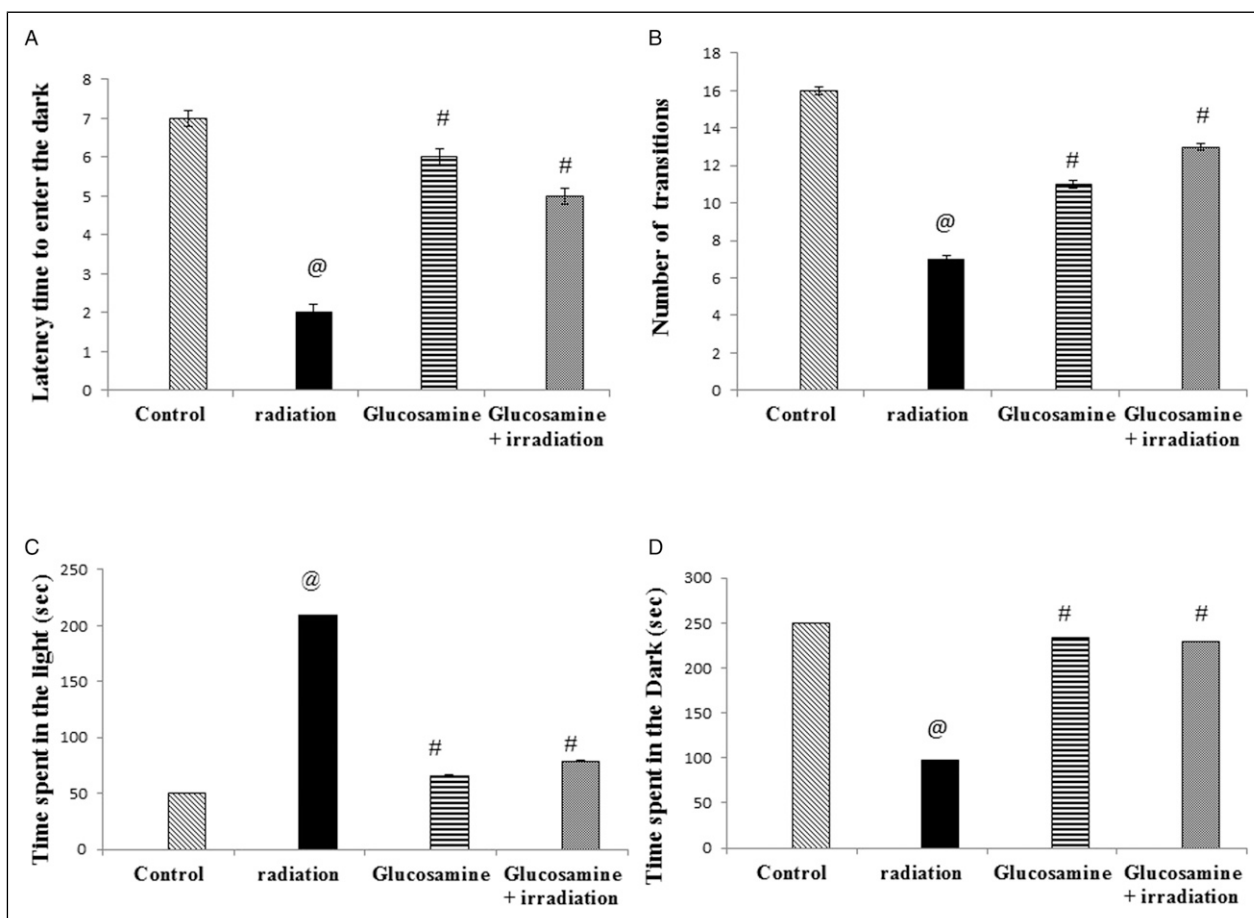 A
Latency time to enter the dark
8
7
6
5
4
3
2
1
0
#
#
@
Control
radiation
Glucosamine
Glucosamine
+ irradiation
B
Number of transitions
18
16
14
12
10
8
6
4
2
0
@
#
#
Control
radiation
Glucosamine
Glucosamine
+ irradiation
C
Time spent in the light (sec)
250
200
150
100
50
0
@
#
#
Control
radiation
Glucosamine
Glucosamine
+ irradiation
D
Time spent in the Dark (sec)
300
250
200
150
100
50
0
@
#
#
Control
radiation
Glucosamine
Glucosamine
+ irradiation